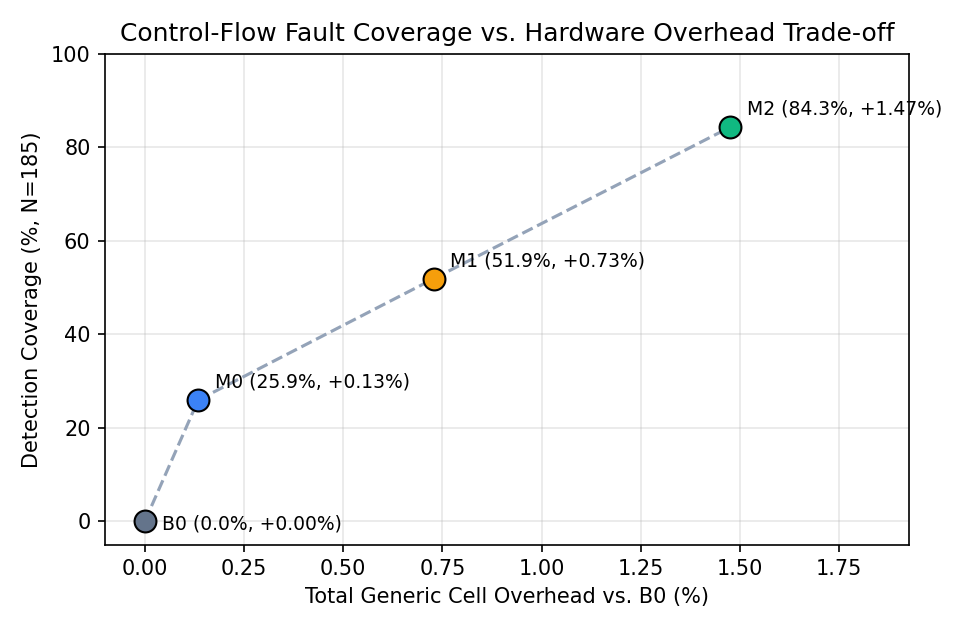 Control-Flow Fault Coverage vs. Hardware Overhead Trade-off
Detection Coverage (%, N=185)
100
80
60
40
20
0
M2 (84.3%, +1.47%)
M1 (51.9%, +0.73%)
M0 (25.9%, +0.13%)
B0 (0.0%, +0.00%)
0.00 0.25 0.50 0.75 1.00 1.25 1.50 1.75
Total Generic Cell Overhead vs. B0 (%)